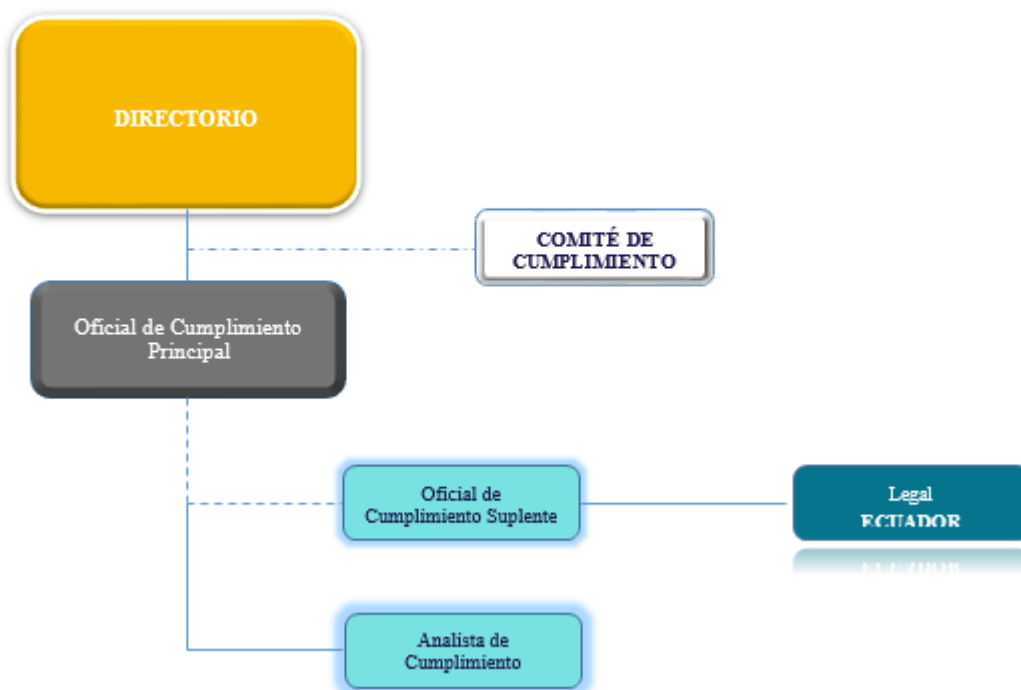 DIRECTORIO
COMITÉ DE
CUMPLIMIENTO
Oficial de Cumplimiento
Principal
Oficial de
Cumplimiento Suplente
Legal
ECUADOR
Analista de
Cumplimiento